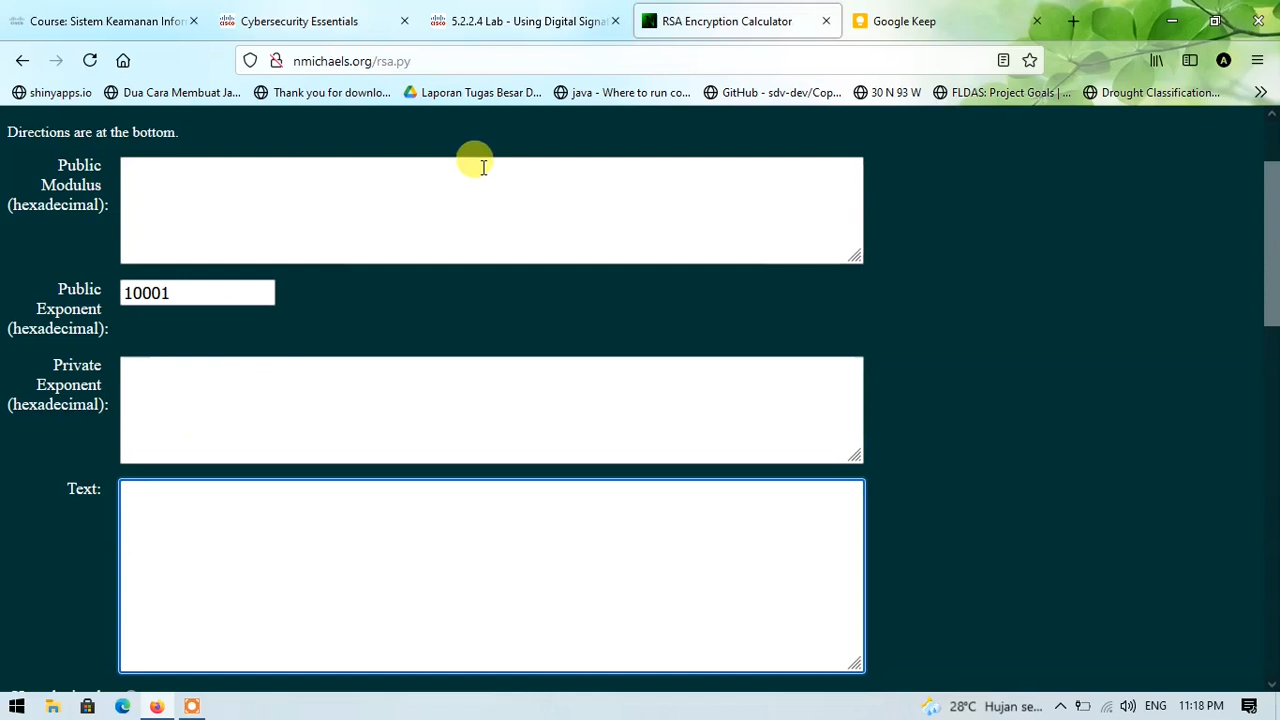 Course: Sistem Keamanan Infor
Cybersecurity Essentials
5.2.2.4 Lab - Using Digital Signa
RSA Encryption Calculator
Google Keep
nmichaels.org/rsa.py
shinyapps.io
Dua Cara Membuat Ja...
Thank you for downlo...
Laporan Tugas Besar D...
java - Where to run co...
GitHub - sdv-dev/Cop...
30 N 93 W
FLDAS: Project Goals | ...
Drought Classification...
Directions are at the bottom.
Public
Modulus
(hexadecimal):
Public
Exponent
(hexadecimal):
10001
Private
Exponent
(hexadecimal):
Text:
28°C Hujan se...
ENG
11:18 PM